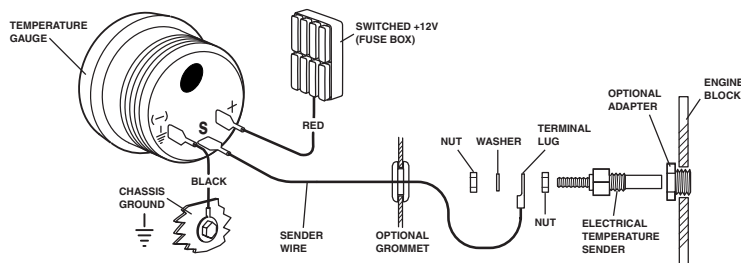 TEMPERATURE
GAUGE
SWITCHED +12V
(FUSE BOX)
ENGINE
BLOCK
OPTIONAL
ADAPTER
(-)
S
+
RED
BLACK
NUT
WASHER
TERMINAL
LUG
CHASSIS
GROUND
SENDER
WIRE
OPTIONAL
GROMMET
NUT
ELECTRICAL
TEMPERATURE
SENDER